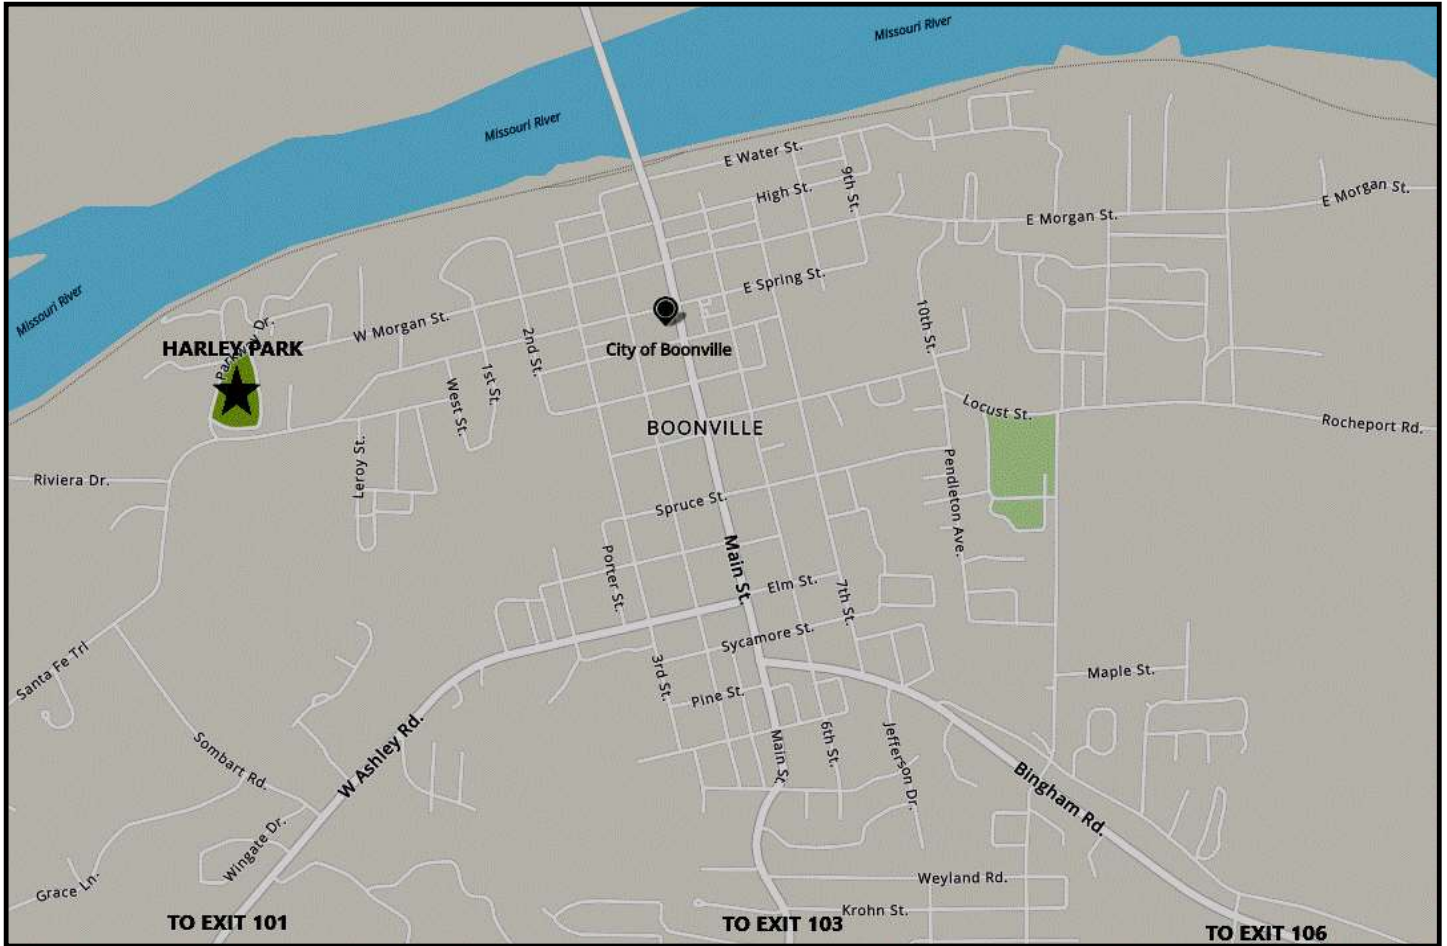 Missouri River
Missouri River
E Water St.
9th St.
High St.
E Morgan St.
E Morgan St.
Missouri River
E Spring St.
W Morgan St.
Parkway Dr.
HARLEY PARK
2nd St.
City of Boonville
10th St.
1st St.
West St.
Locust St.
BOONVILLE
Rocheport Rd.
Riviera Dr.
Leroy St.
Pendleton Ave.
Spruce St.
Main St.
Porter St.
Elm St.
7th St.
Sycamore St.
Santa Fe Trl
3rd St.
Maple St.
Pine St.
Sombart Rd.
W Ashley Rd.
Main St.
6th St.
Jefferson Dr.
Bingham Rd.
Wingate Dr.
Grace Ln.
Weyland Rd.
Krohn St.
TO EXIT 101
TO EXIT 103
TO EXIT 106